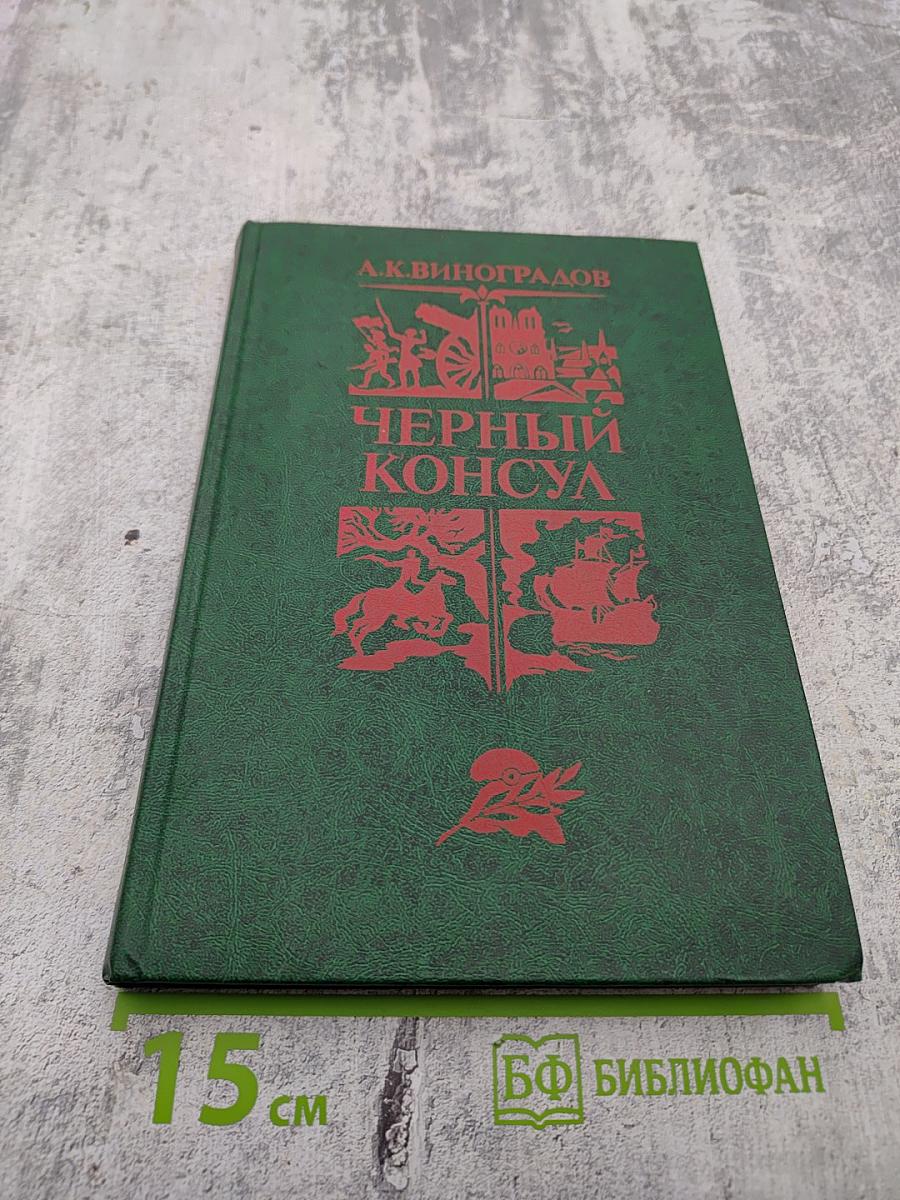 А.К.ВИНОГРАДОВ
ЧЕРНЫЙ
КОНСУЛ
15 СМ
БФ БИБЛИОФАН